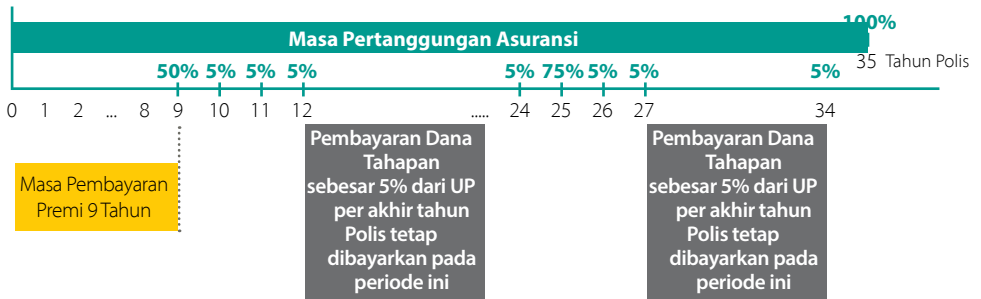 100%
Masa Pertanggungan Asuransi
35 Tahun Polis
50% 5% 5% 5% 5% 75% 5% 5% 5%
0 1 2 ... 8 9 10 11 12 ..... 24 25 26 27 34
Masa Pembayaran
Premi 9 Tahun
Pembayaran Dana
Tahapan
sebesar 5% dari UP
per akhir tahun
Polis tetap
dibayarkan pada
periode ini
Pembayaran Dana
Tahapan
sebesar 5% dari UP
per akhir tahun
Polis tetap
dibayarkan pada
periode ini